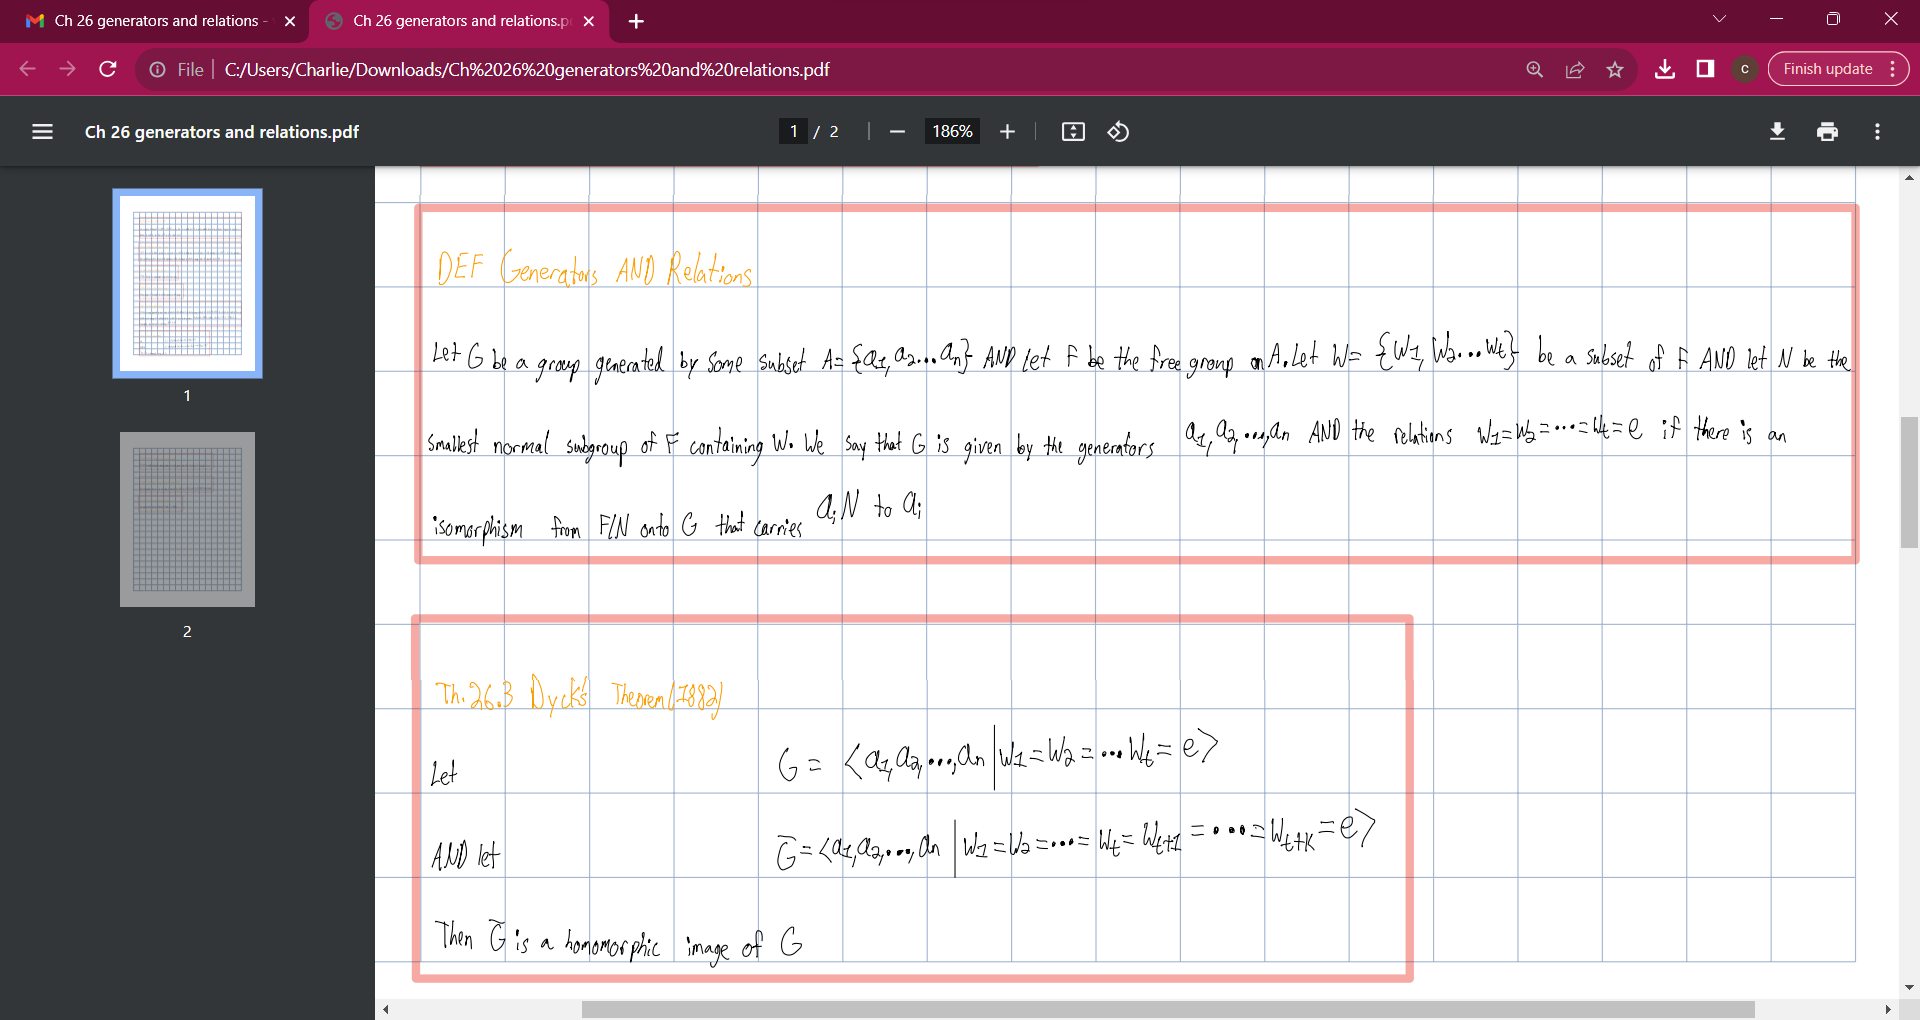 Ch 26 generators and relations -
Ch 26 generators and relations.p
File
C:/Users/Charlie/Downloads/Ch%2026%20generators%20and%20relations.pdf
c
Finish update
Ch 26 generators and relations.pdf
1 / 2
186%
1
2
DEF Generators AND Relations
Let G be a group generated by some subset A= {a1, a2...an} AND let F be the free group on A. Let W= {W1, W2...Wt} be a subset of F AND let N be the
smallest normal subgroup of F containing W. We say that G is given by the generators a1, a2, ..., an AND the relations W1=W2=...=Wt=e if there is an
isomorphism from F/N onto G that carries aiN to ai
Th.26.3 Dyck's Theorem (1882)
Let G = <a1, a2, ..., an | W1=W2=...Wt=e>
AND let G̅=<a1, a2, ..., an | W1=W2=...=Wt=Wt+1=...=Wt+k=e>
Then G̅ is a homomorphic image of G